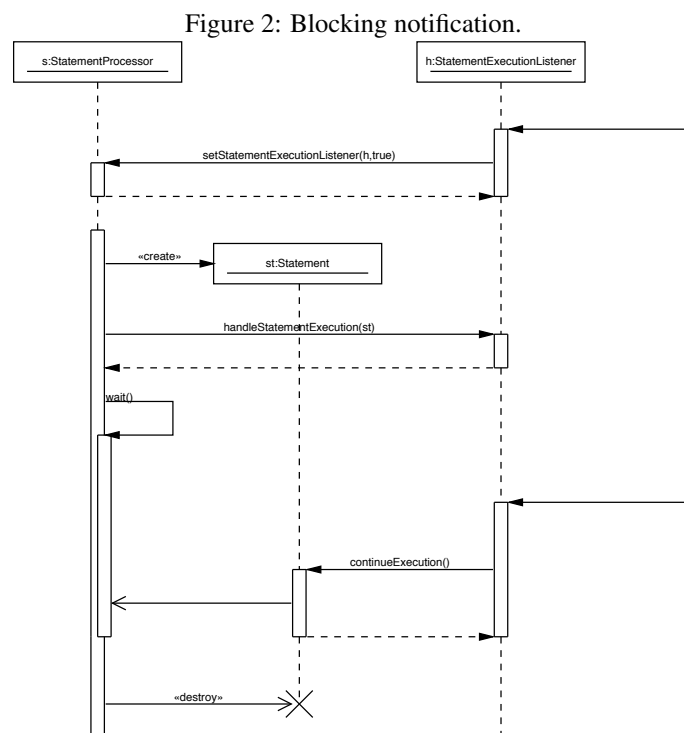 Figure 2: Blocking notification.
s:StatementProcessor
h:StatementExecutionListener
setStatementExecutionListener(h,true)
«create»
st:Statement
handleStatementExecution(st)
wait()
continueExecution()
«destroy»